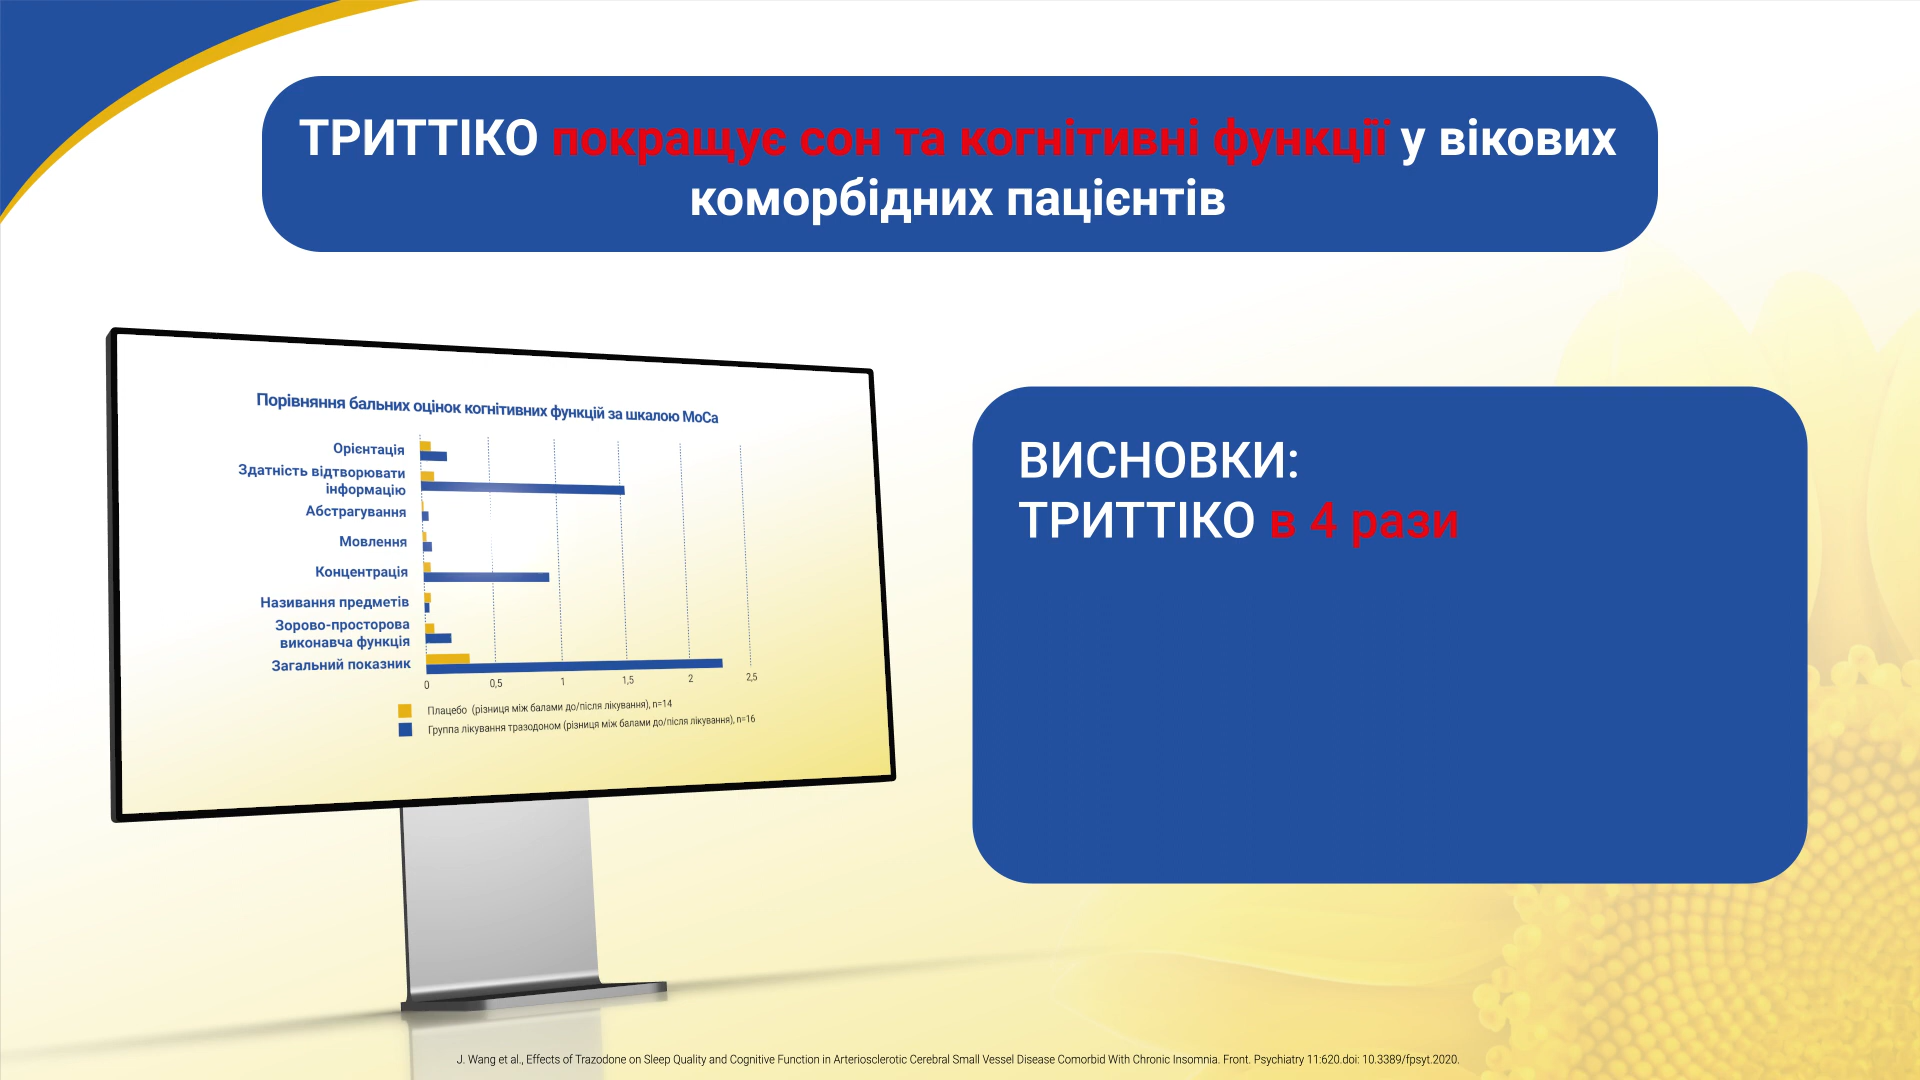 ТРИТТІКО покращує сон та когнітивні функції у вікових
коморбідних пацієнтів
Порівняння бальних оцінок когнітивних функцій за шкалою МоСа
Орієнтація
Здатність відтворювати
інформацію
Абстрагування
Мовлення
Концентрація
Називання предметів
Зорово-просторова
виконавча функція
Загальний показник
0 0,5 1 1,5 2 2,5
Плацебо (різниця між балами до/після лікування), n=14
Группа лікування тразодоном (різниця між балами до/після лікування), n=16
ВИСНОВКИ:
ТРИТТІКО в 4 рази
J. Wang et al., Effects of Trazodone on Sleep Quality and Cognitive Function in Arteriosclerotic Cerebral Small Vessel Disease Comorbid With Chronic Insomnia. Front. Psychiatry 11:620.doi: 10.3389/fpsyt.2020.